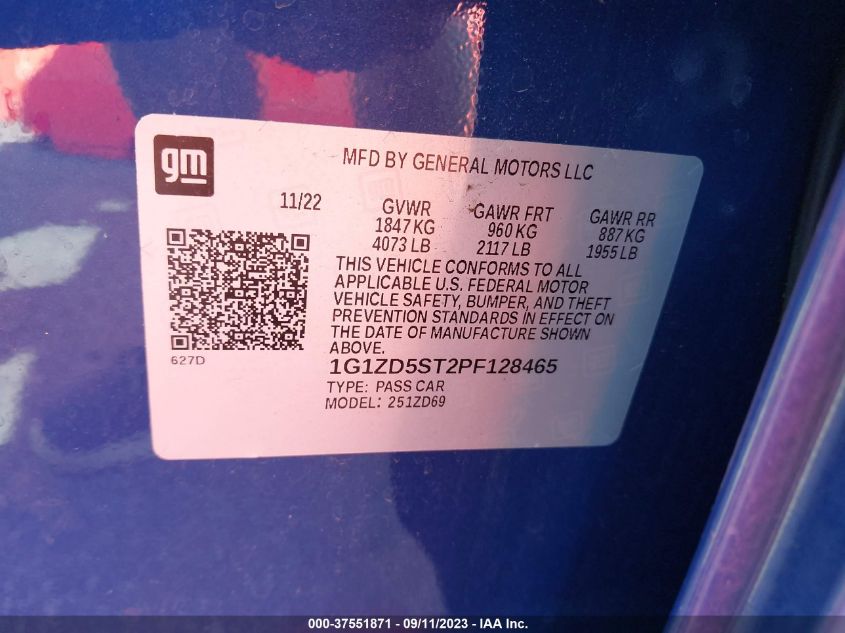 gm
MFD BY GENERAL MOTORS LLC
11/22 GVWR GAWR FRT GAWR RR
1847 KG 960 KG 887 KG
4073 LB 2117 LB 1955 LB
THIS VEHICLE CONFORMS TO ALL
APPLICABLE U.S. FEDERAL MOTOR
VEHICLE SAFETY, BUMPER, AND THEFT
PREVENTION STANDARDS IN EFFECT ON
THE DATE OF MANUFACTURE SHOWN
ABOVE.
627D
1G1ZD5ST2PF128465
TYPE: PASS CAR
MODEL: 251ZD69
000-37551871 - 09/11/2023 - IAA Inc.